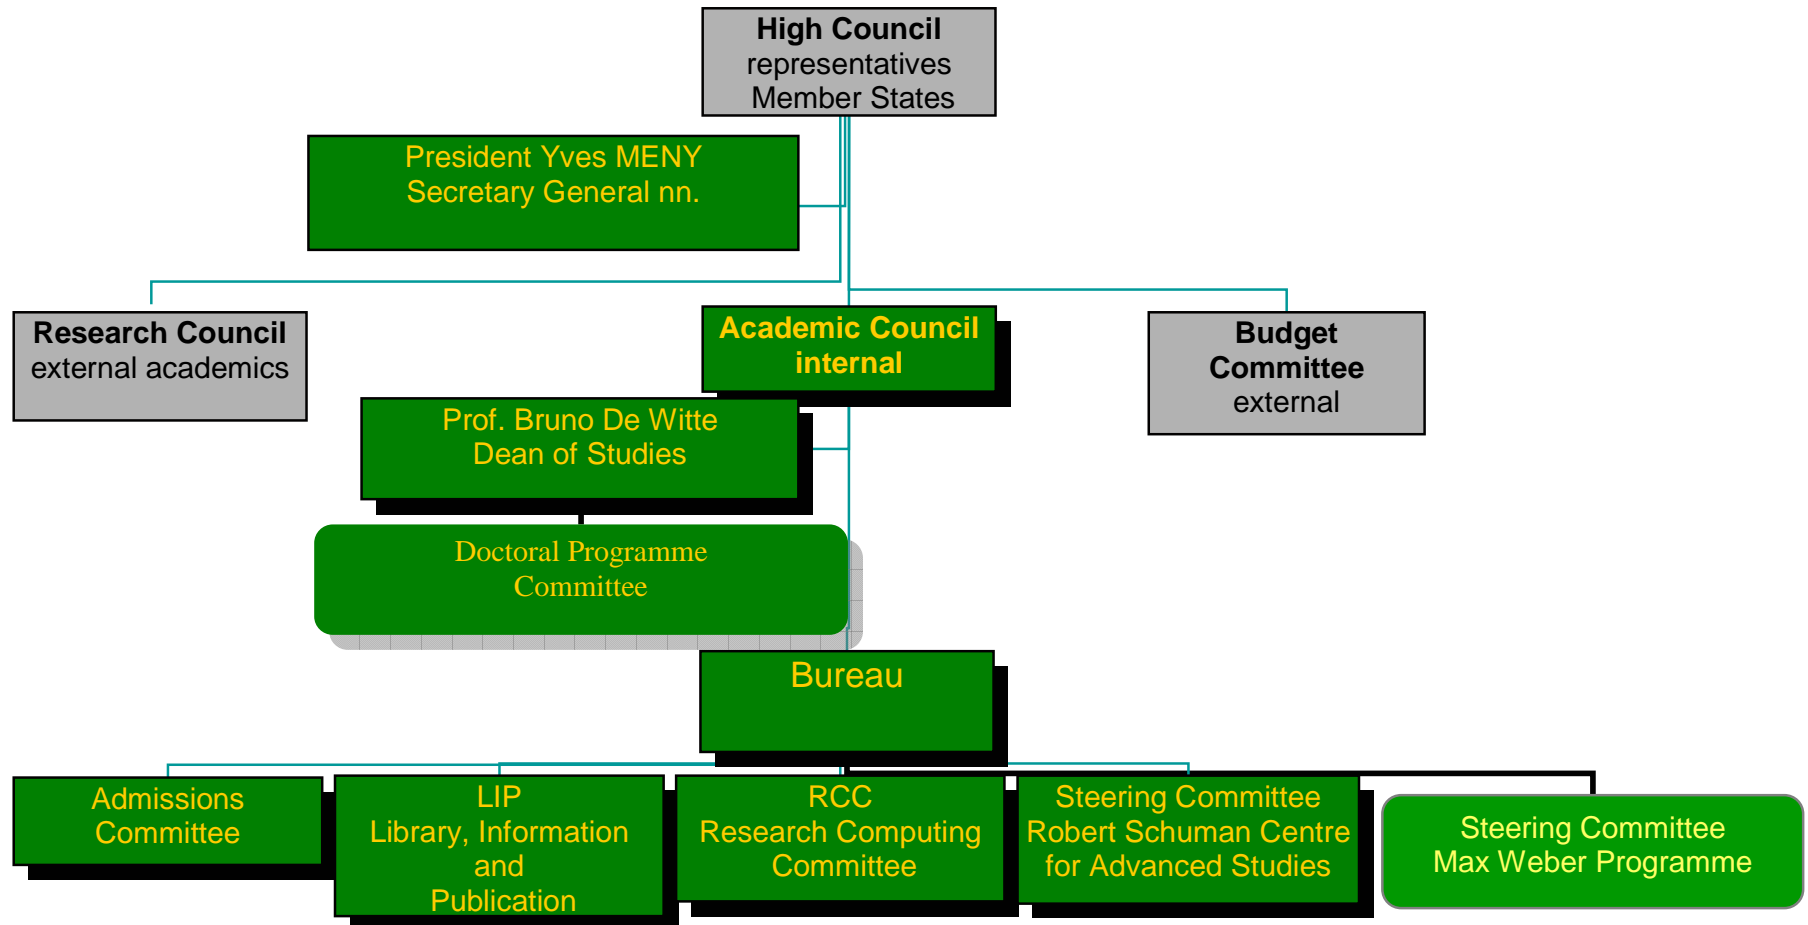 High Council
representatives
Member States
President Yves MENY
Secretary General nn.
Research Council
external academics
Academic Council
internal
Budget
Committee
external
Prof. Bruno De Witte
Dean of Studies
Doctoral Programme
Committee
Bureau
Admissions
Committee
LIP
Library, Information
and
Publication
RCC
Research Computing
Committee
Steering Committee
Robert Schuman Centre
for Advanced Studies
Steering Committee
Max Weber Programme